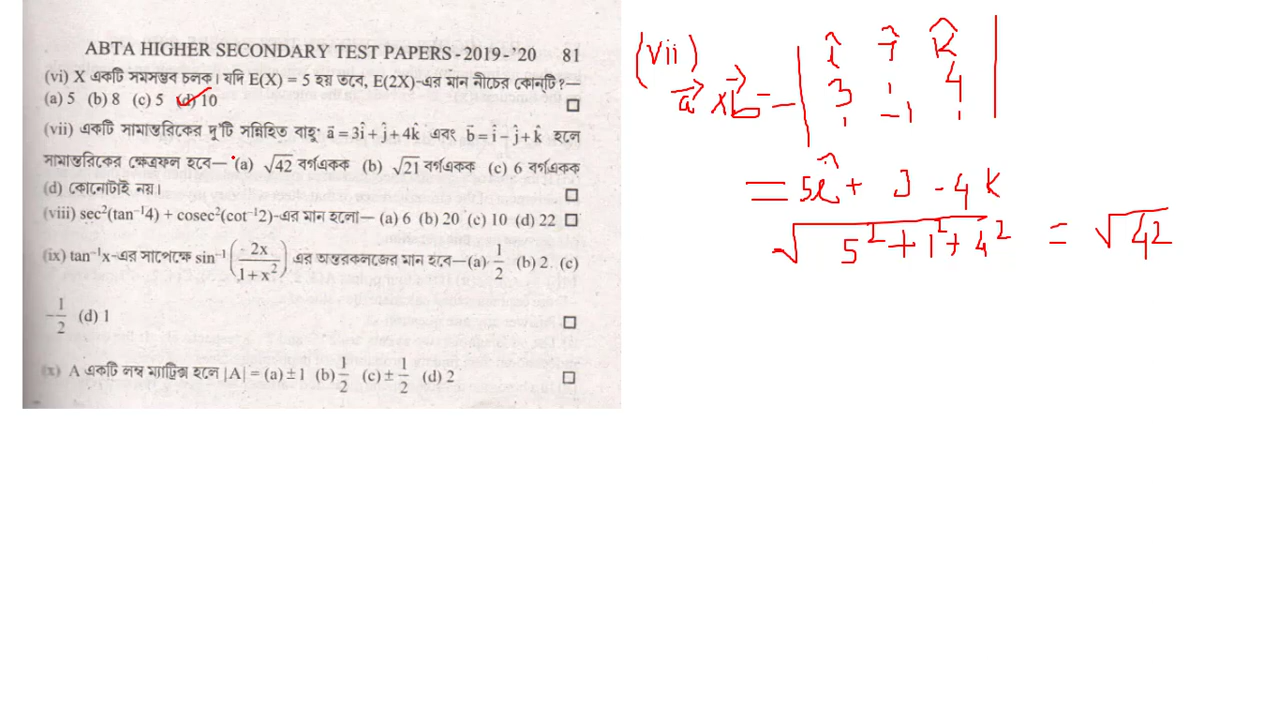 ABTA HIGHER SECONDARY TEST PAPERS - 2019-'20 81
(vi) X একটি সমসম্ভব চলক। যদি E(X) = 5 হয় তবে, E(2X)-এর মান নীচের কোন্‌টি?—
(a) 5 (b) 8 (c) 5 (d) 10 □
(vii) একটি সামান্তরিকের দু'টি সন্নিহিত বাহু a⃗ = 3î + ĵ + 4k̂ এবং b⃗ = î − ĵ + k̂ হলে
সামান্তরিকের ক্ষেত্রফল হবে— (a) √42 বর্গএকক (b) √21 বর্গএকক (c) 6 বর্গএকক
(d) কোনোটাই নয়। □
(viii) sec²(tan⁻¹4) + cosec²(cot⁻¹2)-এর মান হলো— (a) 6 (b) 20 (c) 10 (d) 22 □
(ix) tan⁻¹x-এর সাপেক্ষে sin⁻¹(2x/(1+x²)) এর অন্তরকলজের মান হবে—(a) 1/2 (b) 2. (c)
−1/2 (d) 1 □
(x) A একটি লম্ব ম্যাট্রিক্স হলে |A| = (a) ± 1 (b) 1/2 (c) ± 1/2 (d) 2 □
(vii) î ĵ k̂
a⃗ × b⃗ = 3 1 4
1 -1 1
= 5î + J - 4K
√5² + 1² + 4² = √42